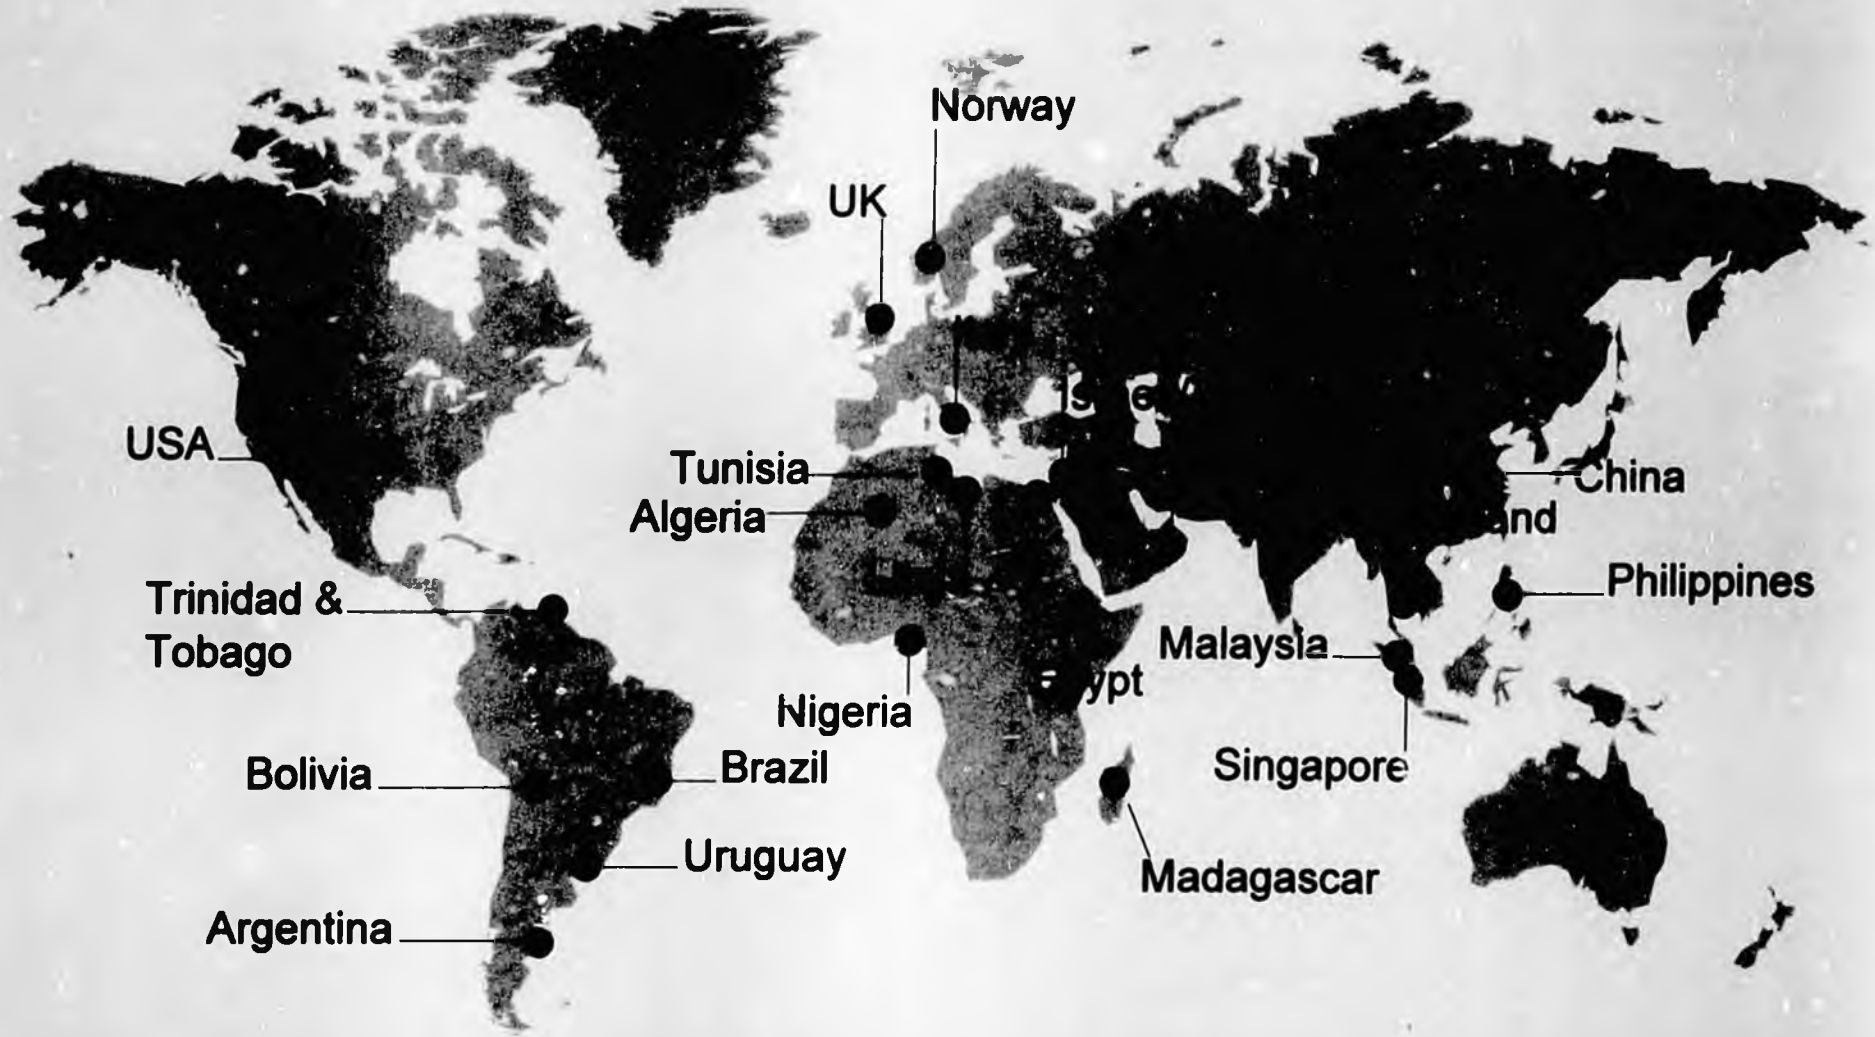 Norway
UK
USA
Tunisia
China
Algeria
Philippines
Trinidad &
Tobago
Malaysia
Nigeria
Singapore
Bolivia
Brazil
Uruguay
Madagascar
Argentina